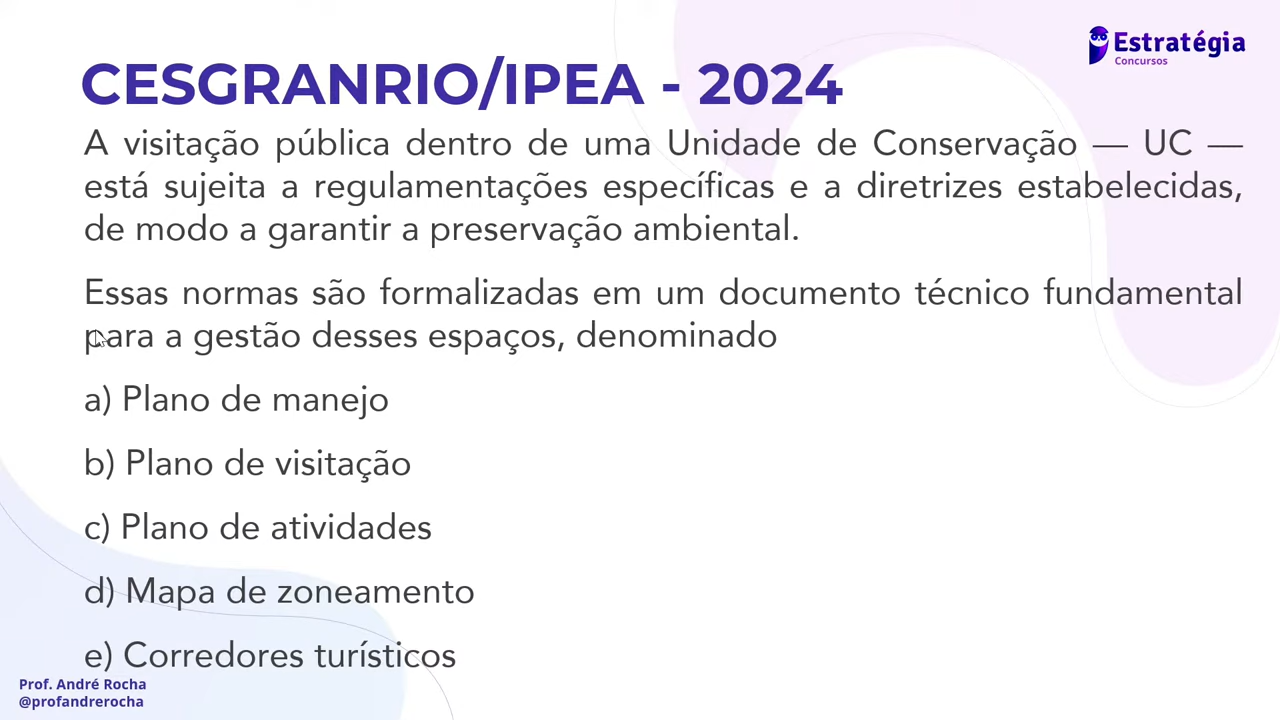 Estratégia
Concursos
CESGRANRIO/IPEA - 2024
A visitação pública dentro de uma Unidade de Conservação — UC —
está sujeita a regulamentações específicas e a diretrizes estabelecidas,
de modo a garantir a preservação ambiental.
Essas normas são formalizadas em um documento técnico fundamental
para a gestão desses espaços, denominado
a) Plano de manejo
b) Plano de visitação
c) Plano de atividades
d) Mapa de zoneamento
e) Corredores turísticos
Prof. André Rocha
@profandrerocha